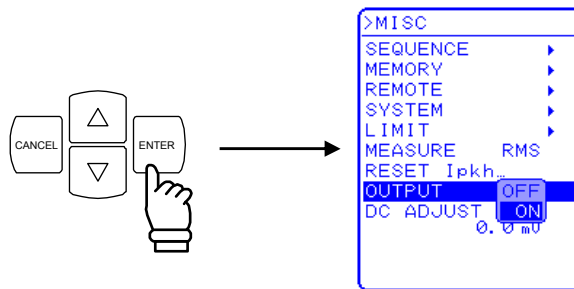 CANCEL
ENTER
>MISC
SEQUENCE
MEMORY
REMOTE
SYSTEM
LIMIT
MEASURE RMS
RESET Ipkh…
OUTPUT OFF
DC ADJUST ON
0.0 mV